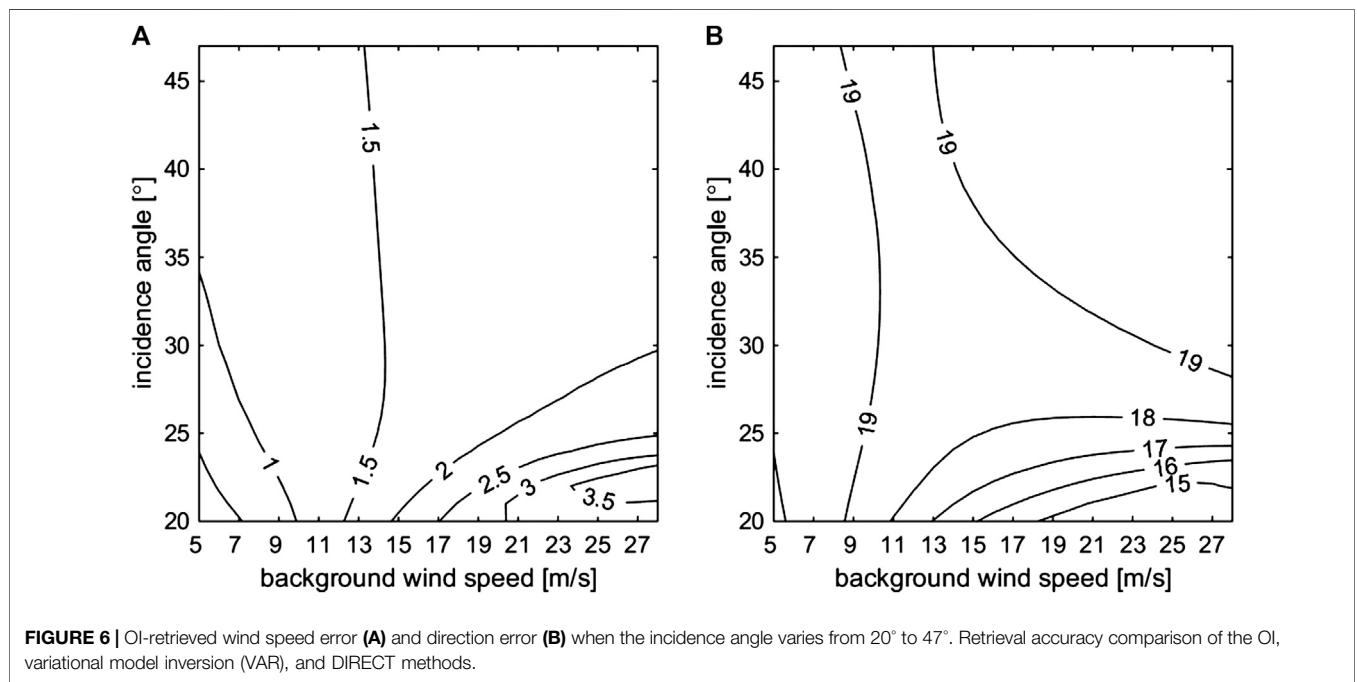 A
B
45
40
35
30
25
20
incidence angle [°]
5 7 9 11 13 15 17 19 21 23 25 27
background wind speed [m/s]
1.5
1
1.5
2
2.5
3
3.5
45
40
35
30
25
20
incidence angle [°]
5 7 9 11 13 15 17 19 21 23 25 27
background wind speed [m/s]
19
19
19
19
18
17
16
15
FIGURE 6 | OI-retrieved wind speed error (A) and direction error (B) when the incidence angle varies from 20° to 47°. Retrieval accuracy comparison of the OI,
variational model inversion (VAR), and DIRECT methods.